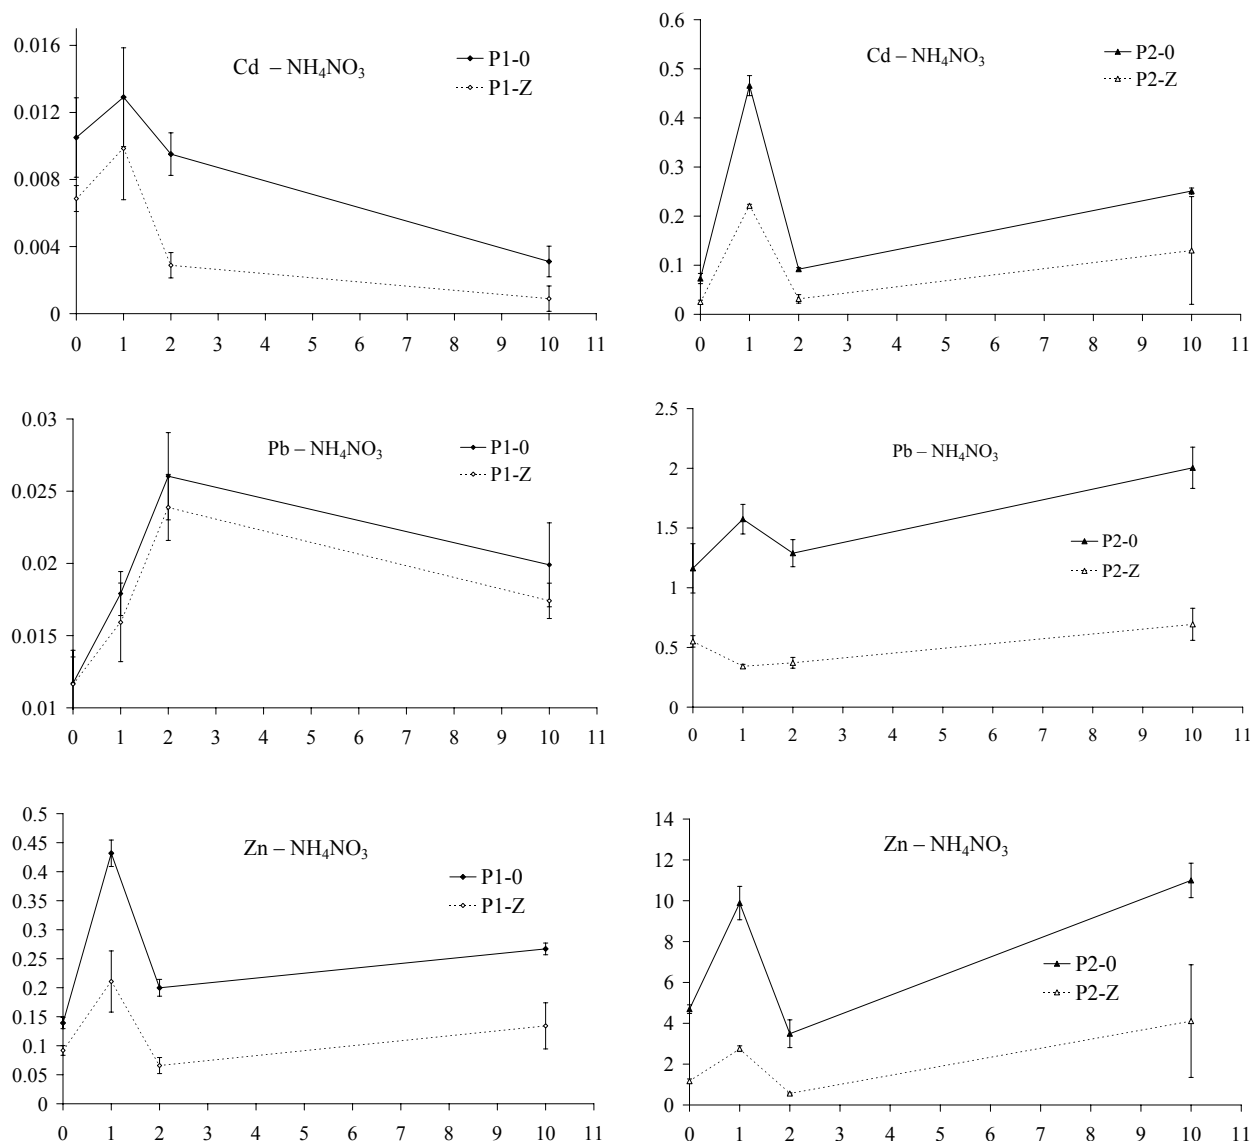 Cd – NH4NO3
P1-0
P1-Z
0.016
0.012
0.008
0.004
0
0 1 2 3 4 5 6 7 8 9 10 11
Cd – NH4NO3
P2-0
P2-Z
0.6
0.5
0.4
0.3
0.2
0.1
0
0 1 2 3 4 5 6 7 8 9 10 11
Pb – NH4NO3
P1-0
P1-Z
0.03
0.025
0.02
0.015
0.01
0 1 2 3 4 5 6 7 8 9 10 11
Pb – NH4NO3
P2-0
P2-Z
2.5
2
1.5
1
0.5
0
0 1 2 3 4 5 6 7 8 9 10 11
Zn – NH4NO3
P1-0
P1-Z
0.5
0.45
0.4
0.35
0.3
0.25
0.2
0.15
0.1
0.05
0
0 1 2 3 4 5 6 7 8 9 10 11
Zn – NH4NO3
P2-0
P2-Z
14
12
10
8
6
4
2
0
0 1 2 3 4 5 6 7 8 9 10 11